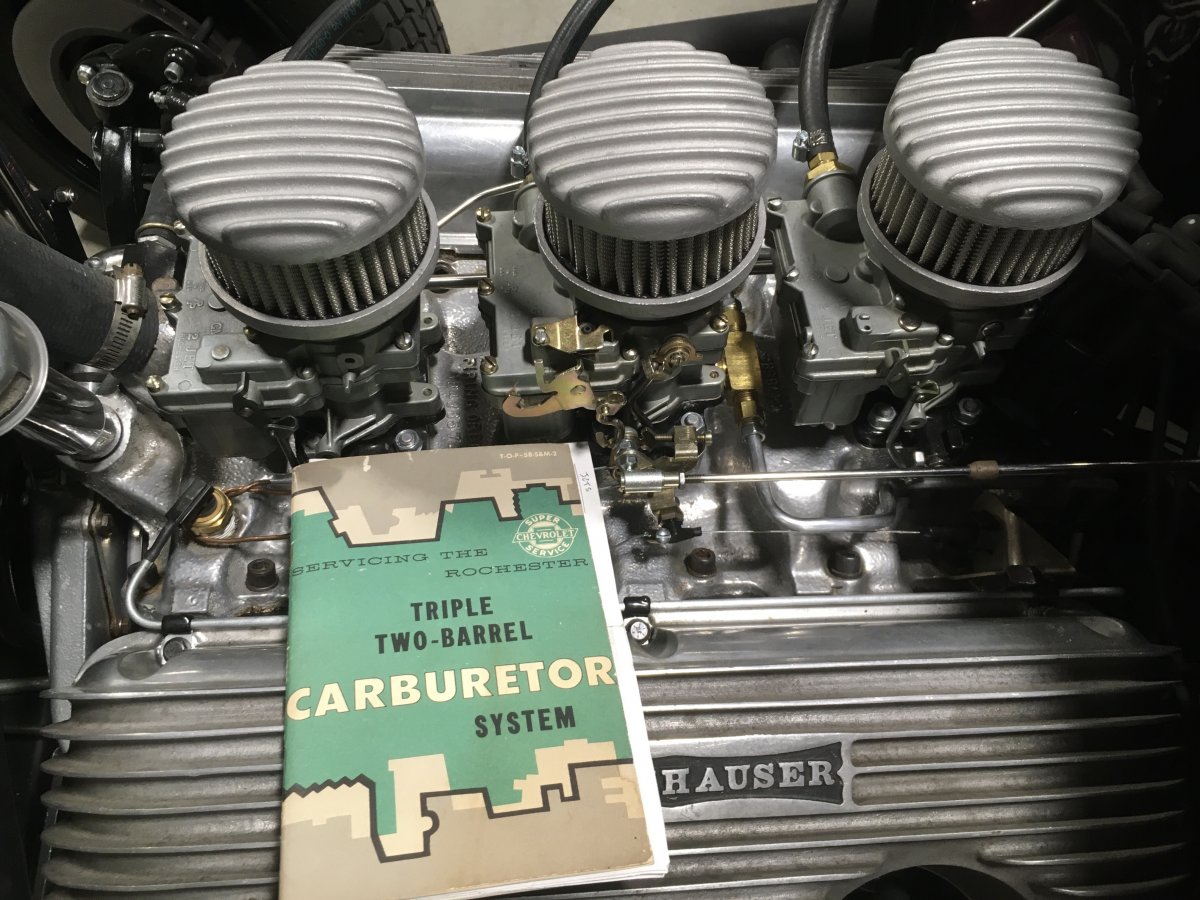 T-O-P-58-S&M-2
SUPER
CHEVROLET
SERVICE
SERVICING THE
ROCHESTER
TRIPLE
TWO-BARREL
CARBURETOR
SYSTEM
HAUSER